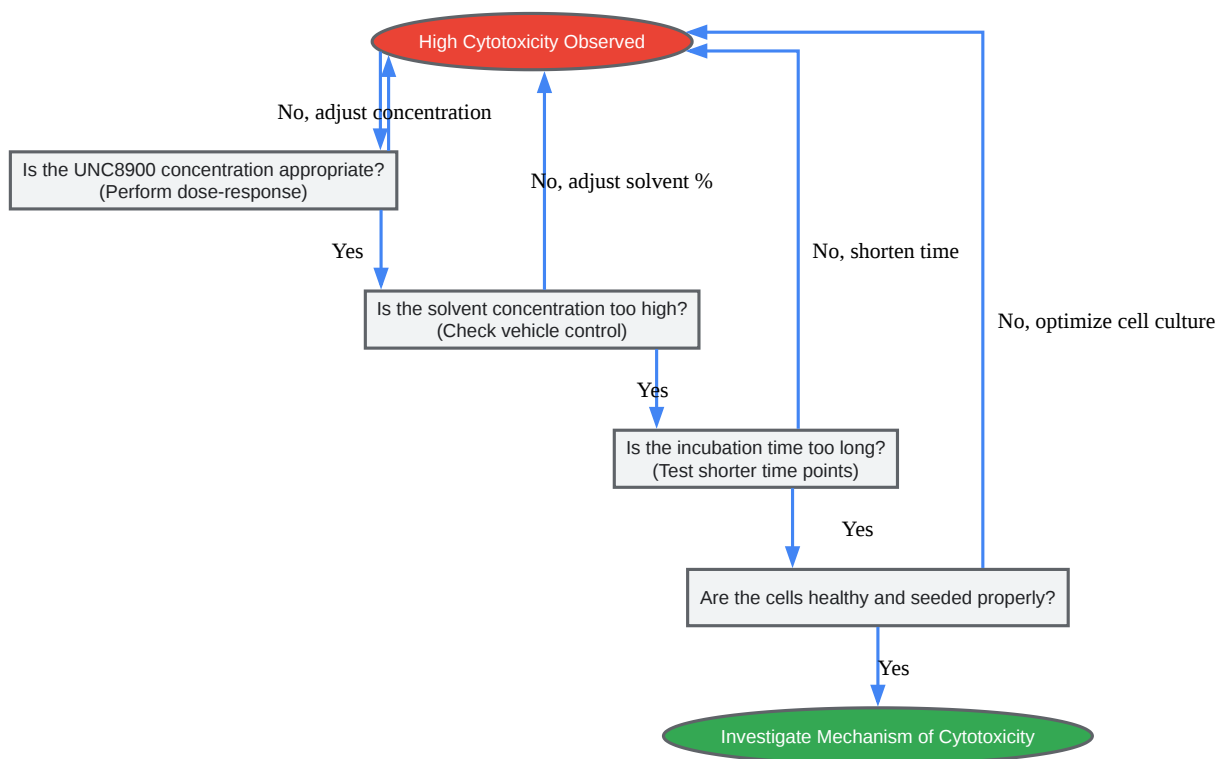 High Cytotoxicity Observed
No, adjust concentration
Is the UNC8900 concentration appropriate?
(Perform dose-response)
No, adjust solvent %
Yes
No, shorten time
Is the solvent concentration too high?
(Check vehicle control)
No, optimize cell culture
Yes
Is the incubation time too long?
(Test shorter time points)
Yes
Are the cells healthy and seeded properly?
Yes
Investigate Mechanism of Cytotoxicity